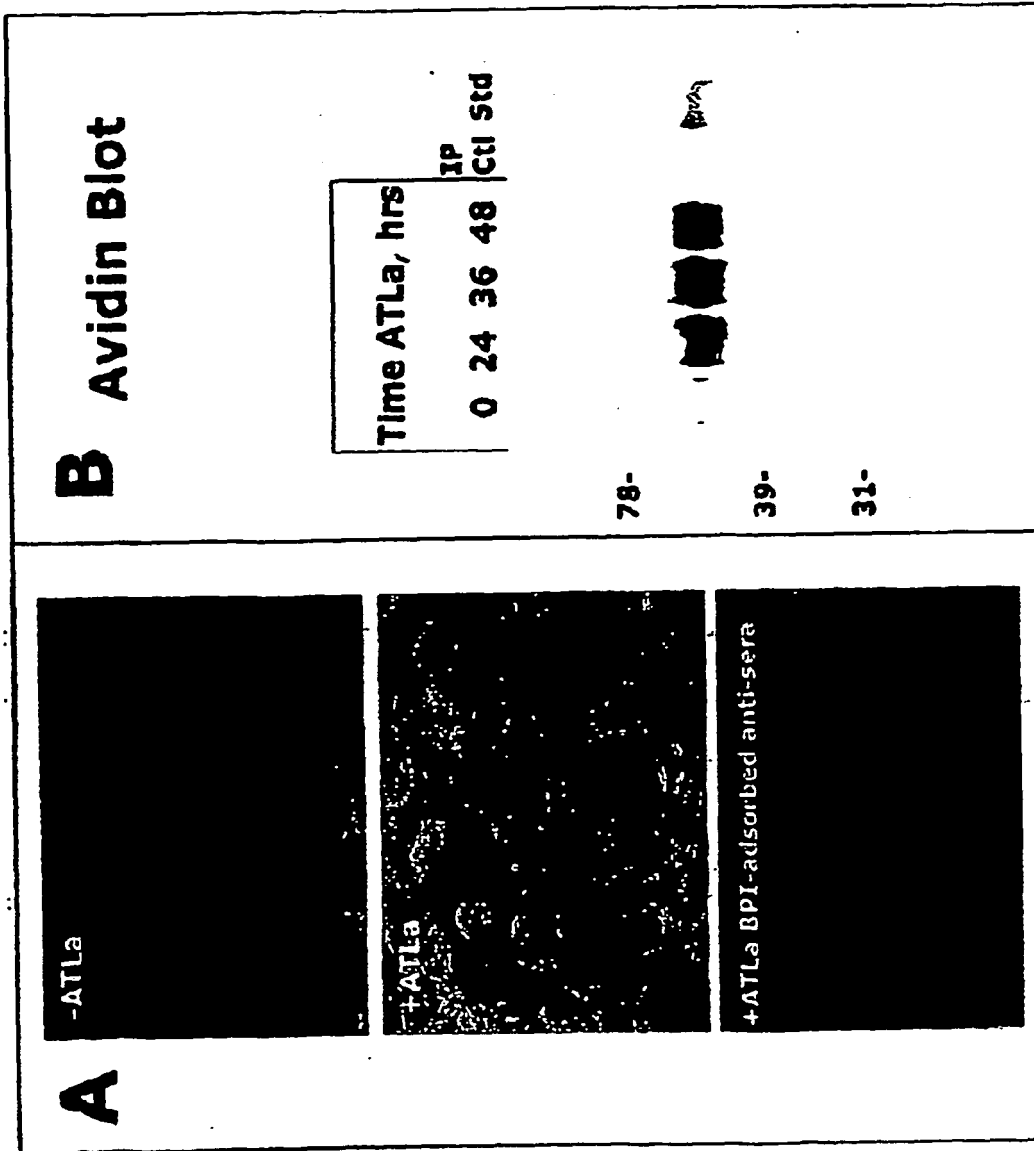 A
-ATLa
+ATLa
+ATLa BPI-adsorbed anti-sera
B Avidin Blot
Time ATLa, hrs
IP
0 24 36 48 Ctl Std
78-
39-
31-